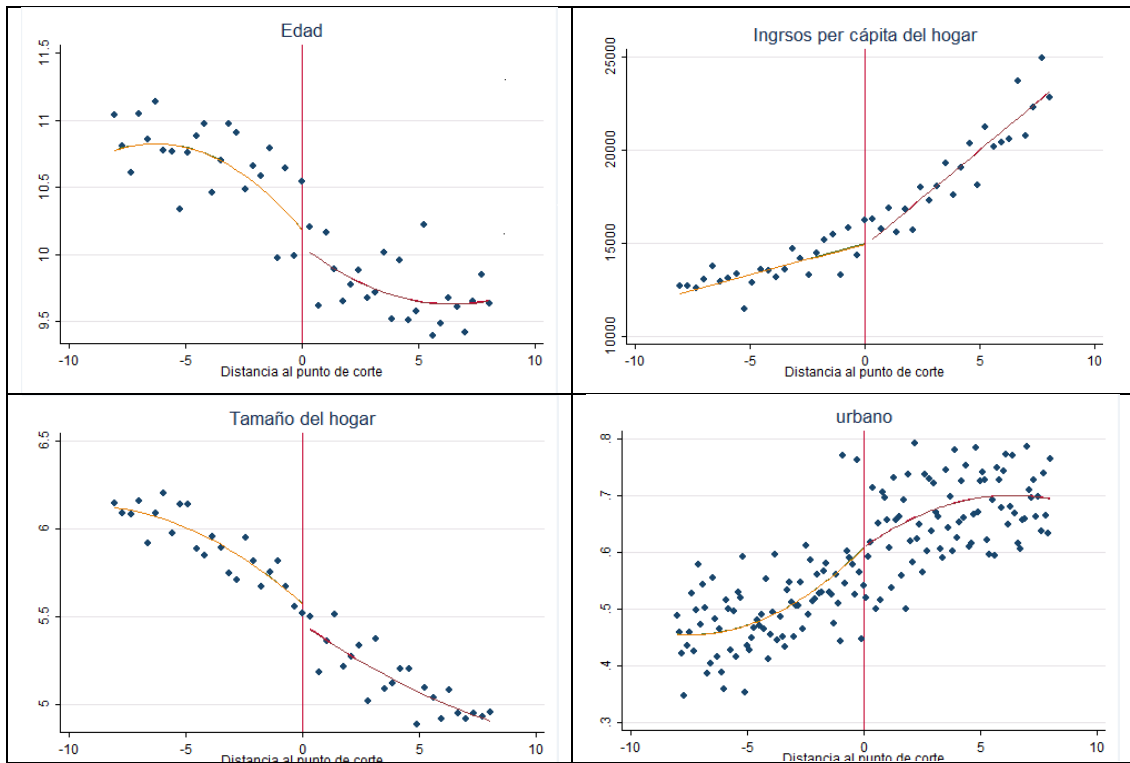 Edad
11.5
11
10.5
10
9.5
-10 -5 0 5 10
Distancia al punto de corte
Ingrsos per cápita del hogar
25000
20000
15000
10000
-10 -5 0 5 10
Distancia al punto de corte
Tamaño del hogar
6.5
6
5.5
5
-10 -5 0 5 10
Distancia al punto de corte
urbano
.8
.7
.6
.5
.4
.3
-10 -5 0 5 10
Distancia al punto de corte